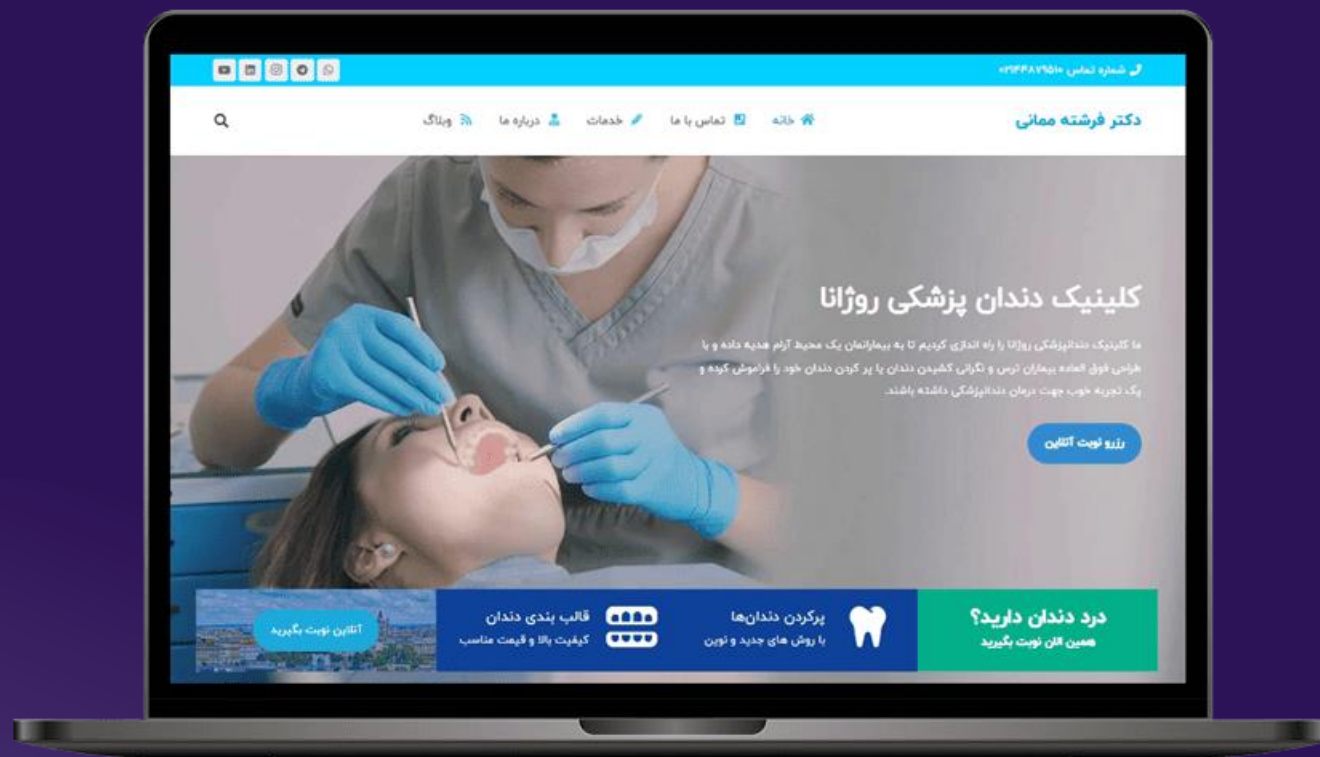 شماره تماس ۰۲۱۴۴۸۷۹۵۱۰
دکتر فرشته ممانی
خانه
تماس با ما
خدمات
درباره ما
وبلاگ
کلینیک دندان پزشکی روژانا
ما کلینیک دندانپزشکی روژانا را راه اندازی کردیم تا به بیمارانمان یک محیط آرام هدیه داده و با
طراحی فوق العاده بیماران ترس و نگرانی کشیدن دندان یا پر کردن دندان خود را فراموش کرده و
یک تجربه خوب جهت درمان دندانپزشکی داشته باشند.
رزرو نوبت آنلاین
درد دندان دارید؟
همین الان نوبت بگیرید
پرکردن دندان‌ها
با روش های جدید و نوین
قالب بندی دندان
کیفیت بالا و قیمت مناسب
آنلاین نوبت بگیرید